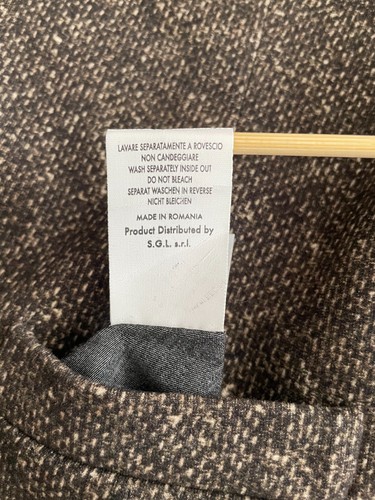 LAVARE SEPARATAMENTE A ROVESCIO
NON CANDEGGIARE
WASH SEPARATELY INSIDE OUT
DO NOT BLEACH
SEPARAT WASCHEN IN REVERSE
NICHT BLEICHEN
MADE IN ROMANIA
Product Distributed by
S.G.L. s.r.l.